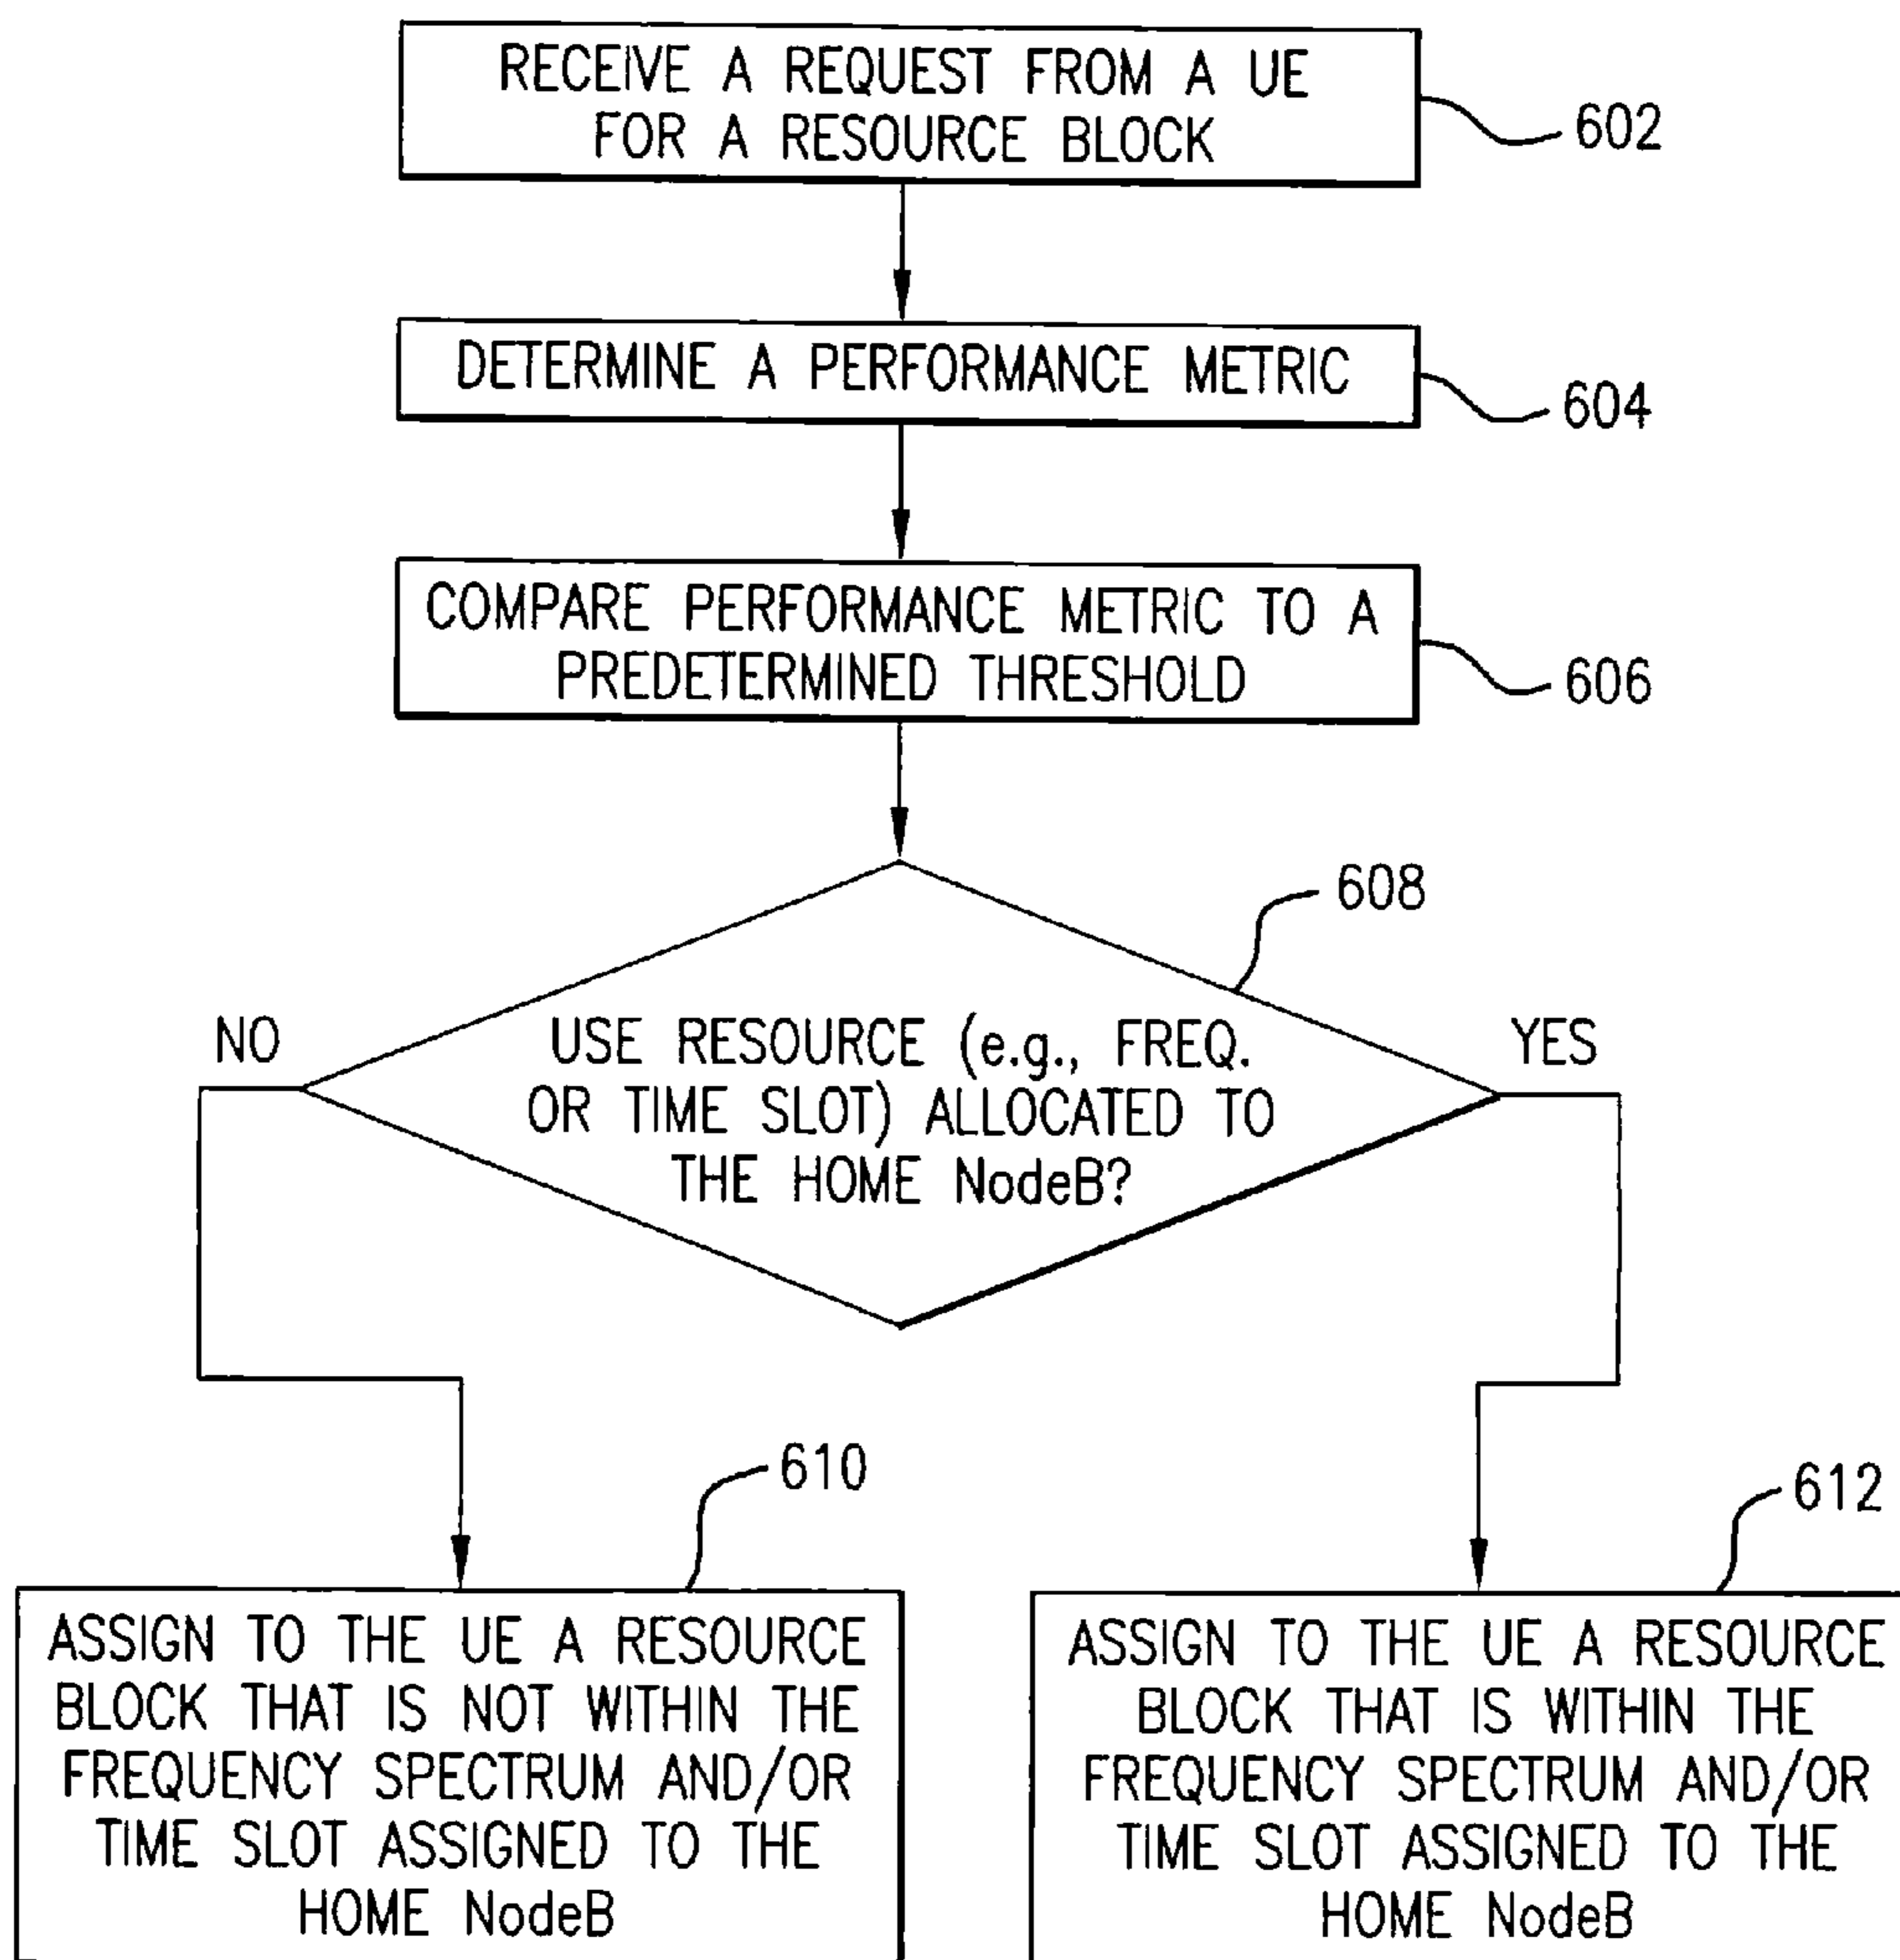 RECEIVE A REQUEST FROM A UE
FOR A RESOURCE BLOCK
602
DETERMINE A PERFORMANCE METRIC
604
COMPARE PERFORMANCE METRIC TO A
PREDETERMINED THRESHOLD
606
608
NO
USE RESOURCE (e.g., FREQ.
OR TIME SLOT) ALLOCATED TO
THE HOME NodeB?
YES
610
ASSIGN TO THE UE A RESOURCE
BLOCK THAT IS NOT WITHIN THE
FREQUENCY SPECTRUM AND/OR
TIME SLOT ASSIGNED TO THE
HOME NodeB
612
ASSIGN TO THE UE A RESOURCE
BLOCK THAT IS WITHIN THE
FREQUENCY SPECTRUM AND/OR
TIME SLOT ASSIGNED TO THE
HOME NodeB